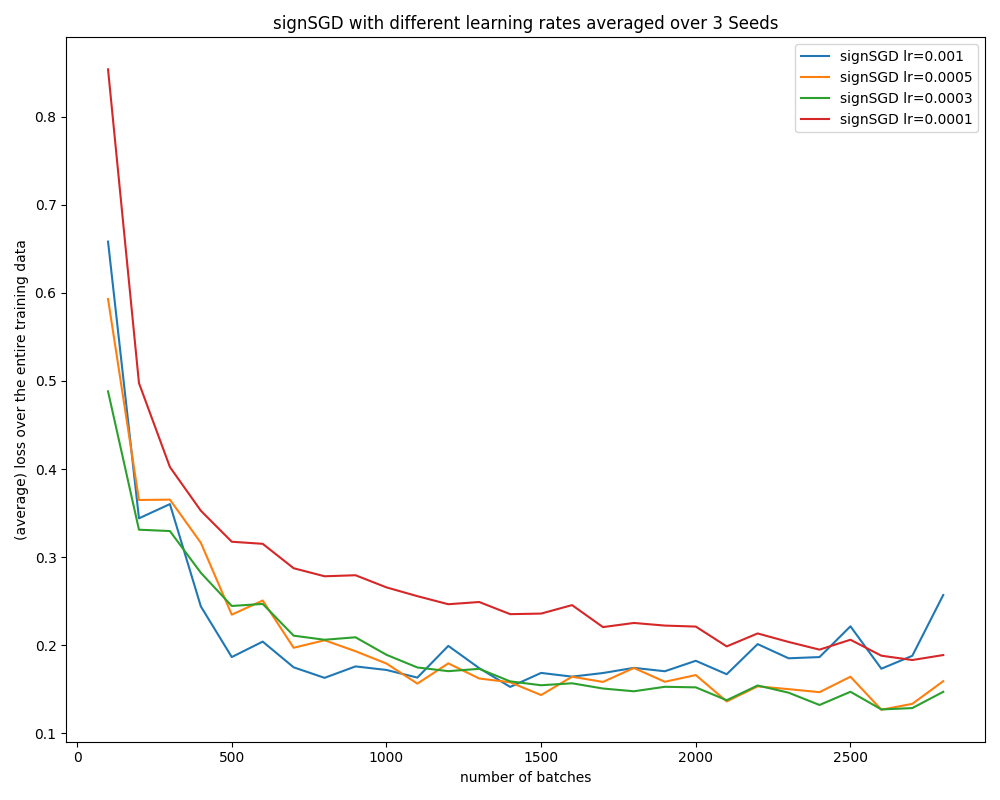 signSGD with different learning rates averaged over 3 Seeds
signSGD lr=0.001
signSGD lr=0.0005
signSGD lr=0.0003
signSGD lr=0.0001
(average) loss over the entire training data
0.8
0.7
0.6
0.5
0.4
0.3
0.2
0.1
0
500
1000
1500
2000
2500
number of batches